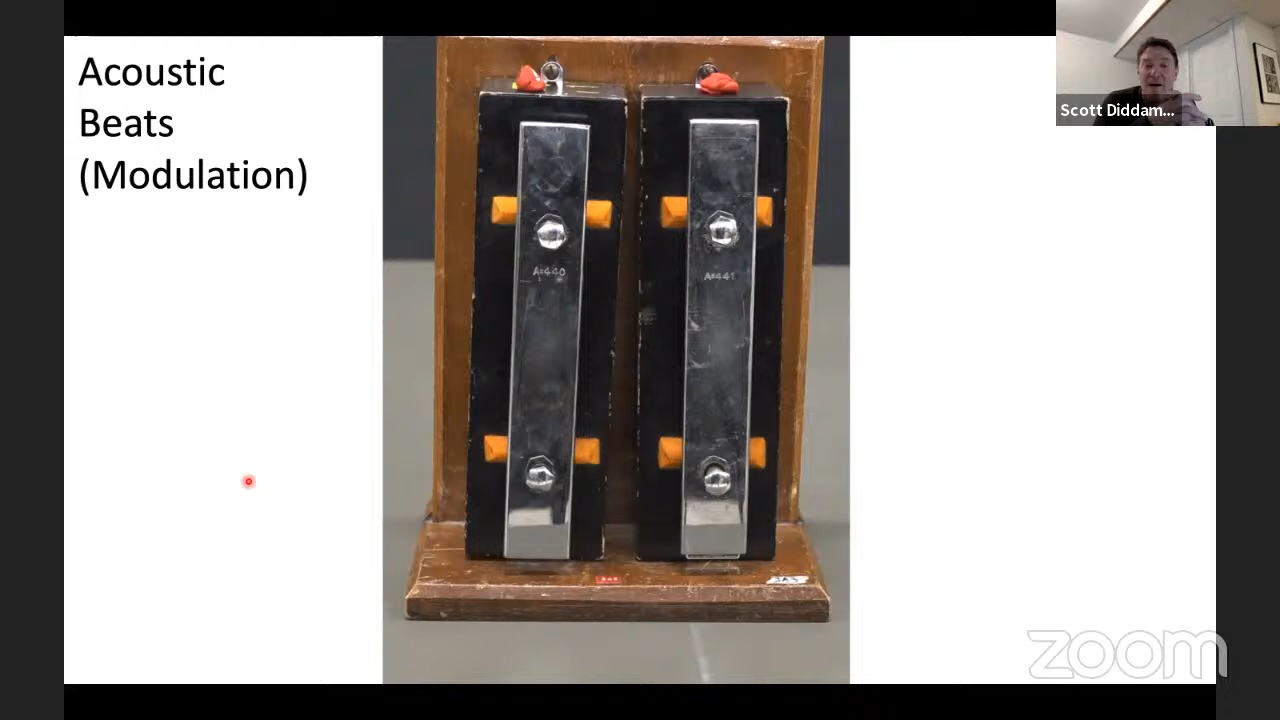 Acoustic
Beats
(Modulation)
A=440
A=441
Scott Diddam...
zoom